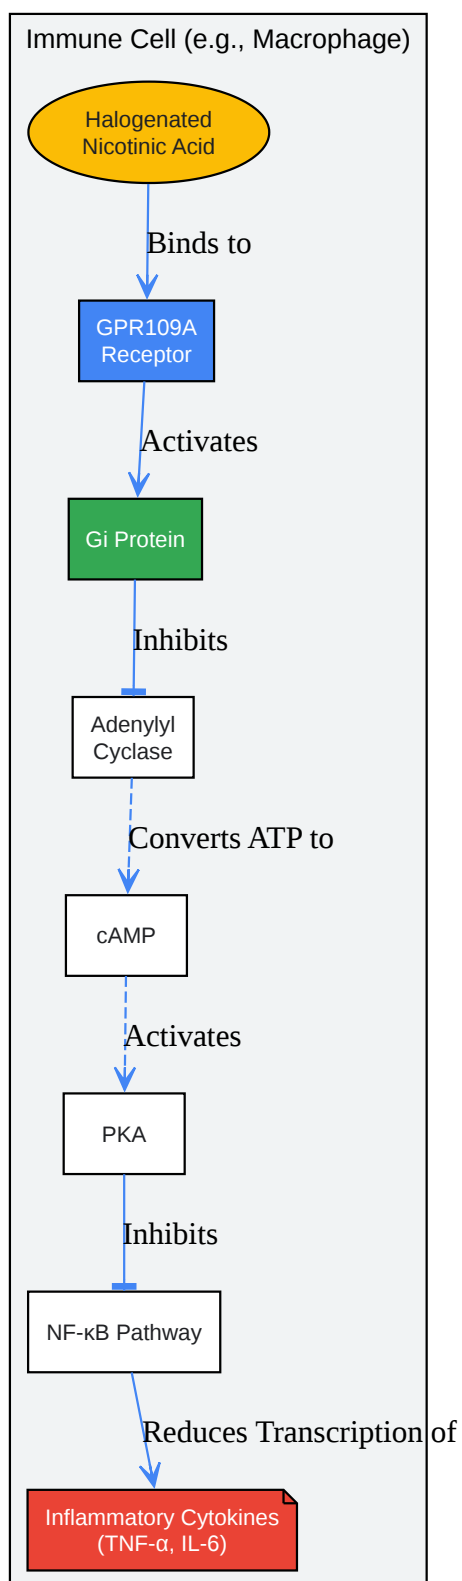 Immune Cell (e.g., Macrophage)
Halogenated
Nicotinic Acid
Binds to
GPR109A
Receptor
Activates
Gi Protein
Inhibits
Adenylyl
Cyclase
Converts ATP to
cAMP
Activates
PKA
Inhibits
NF-κB Pathway
Reduces Transcription of
Inflammatory Cytokines
(TNF-α, IL-6)